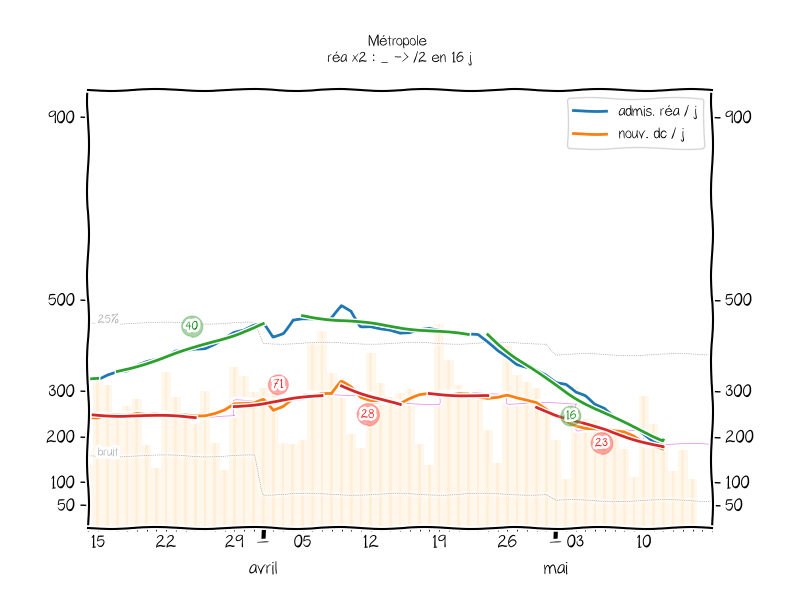 Métropole
réa x2 : _ -> /2 en 16 j
admis. réa / j
nouv. dc / j
900
900
500
500
25%
40
300
300
71
28
16
23
200
200
bruit
100
100
50
50
15 22 29 05 12 19 26 03 10
avril mai